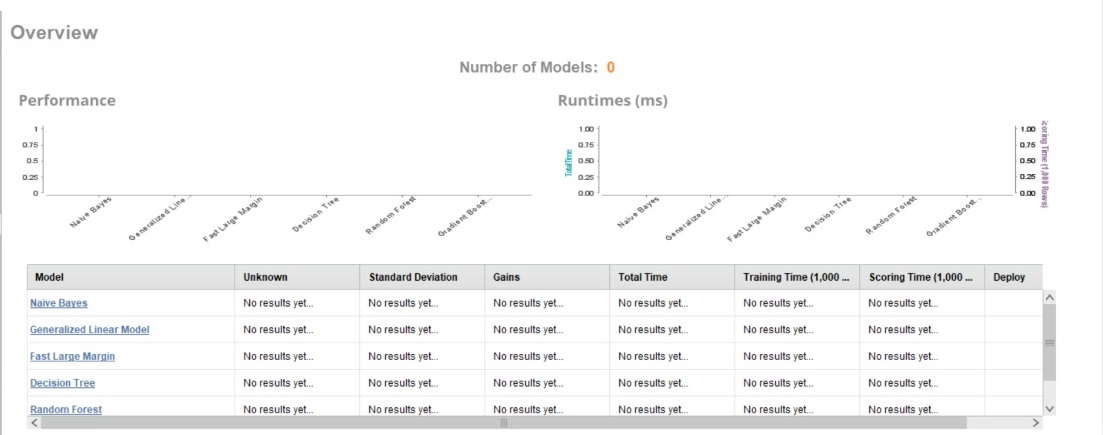 Overview
Number of Models: 0
Performance
Runtimes (ms)
1
0.75
0.5
0.25
0
Naive Bayes
Generalized Line...
Fast Large Margin
Decision Tree
Random Forest
Gradient Boost...
Total Time
1.00
0.75
0.50
0.25
0.00
Naive Bayes
Generalized Line...
Fast Large Margin
Decision Tree
Random Forest
Gradient Boost...
1.00
0.75
0.50
0.25
0.00
Scoring Time (1,000 Rows)
Model Unknown Standard Deviation Gains Total Time Training Time (1,000 ... Scoring Time (1,000 ... Deploy
Naive Bayes No results yet... No results yet... No results yet... No results yet... No results yet... No results yet...
Generalized Linear Model No results yet... No results yet... No results yet... No results yet... No results yet... No results yet...
Fast Large Margin No results yet... No results yet... No results yet... No results yet... No results yet... No results yet...
Decision Tree No results yet... No results yet... No results yet... No results yet... No results yet... No results yet...
Random Forest No results yet... No results yet... No results yet... No results yet... No results yet... No results yet...